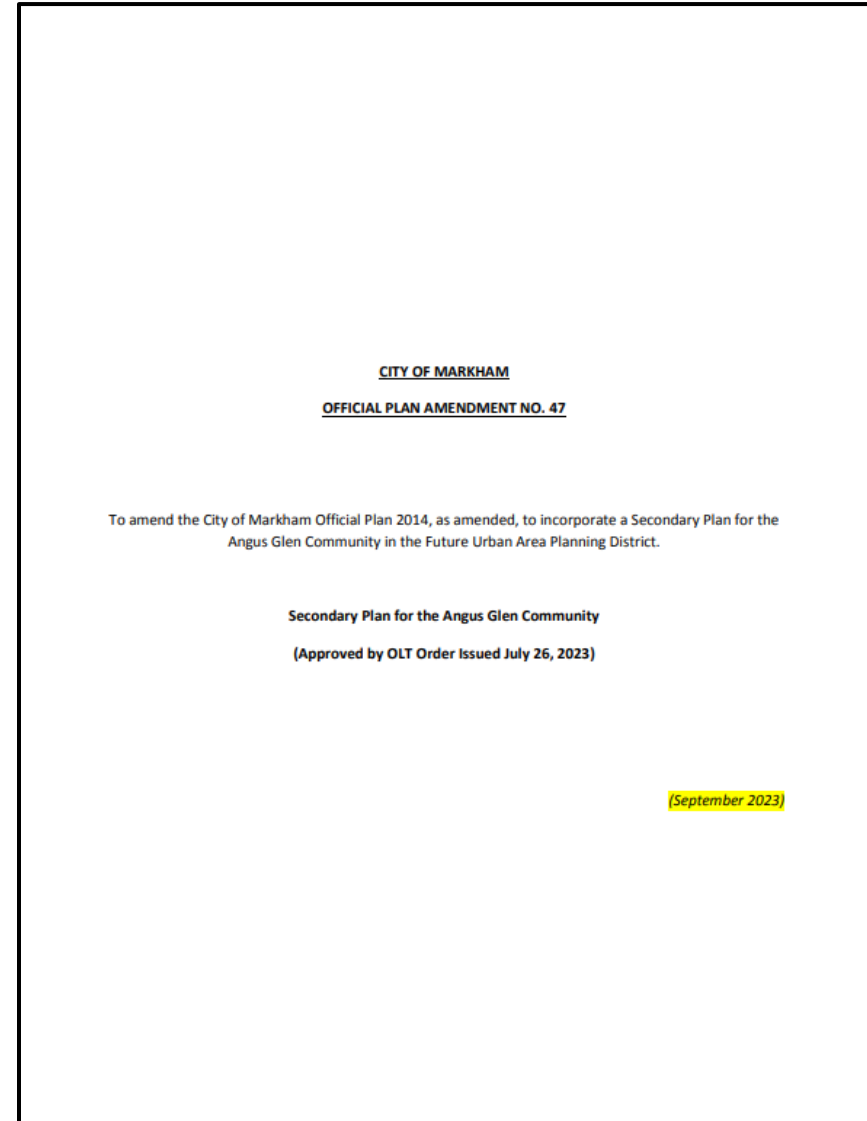 CITY OF MARKHAM
OFFICIAL PLAN AMENDMENT NO. 47
To amend the City of Markham Official Plan 2014, as amended, to incorporate a Secondary Plan for the
Angus Glen Community in the Future Urban Area Planning District.
Secondary Plan for the Angus Glen Community
(Approved by OLT Order Issued July 26, 2023)
(September 2023)